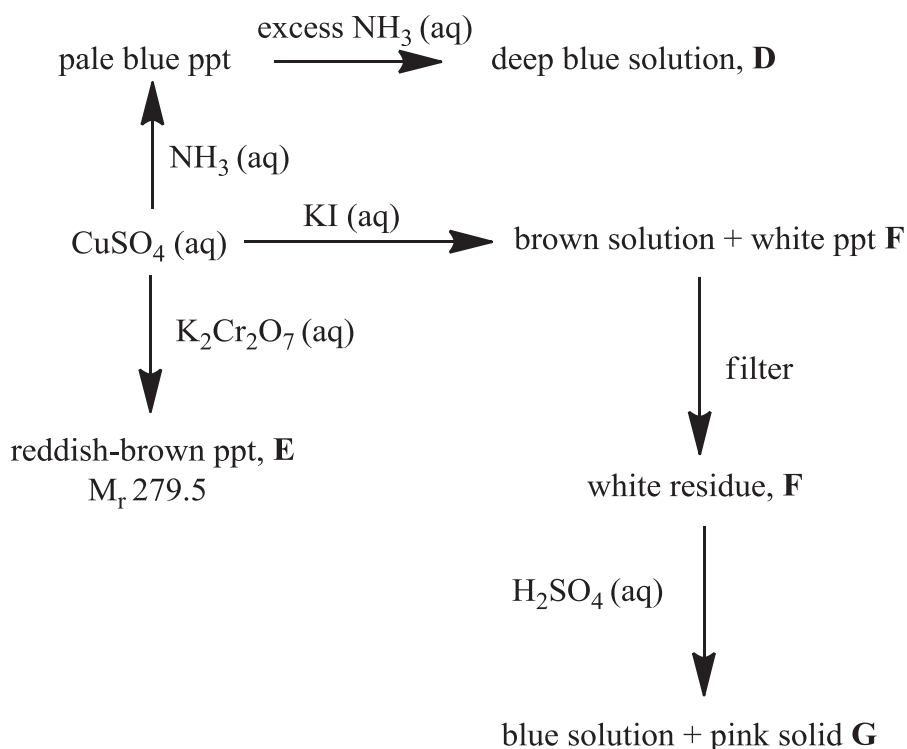 excess NH₃ (aq)
pale blue ppt
deep blue solution, D
NH₃ (aq)
KI (aq)
CuSO₄ (aq)
brown solution + white ppt F
K₂Cr₂O₇ (aq)
filter
reddish-brown ppt, E
Mᵣ 279.5
white residue, F
H₂SO₄ (aq)
blue solution + pink solid G